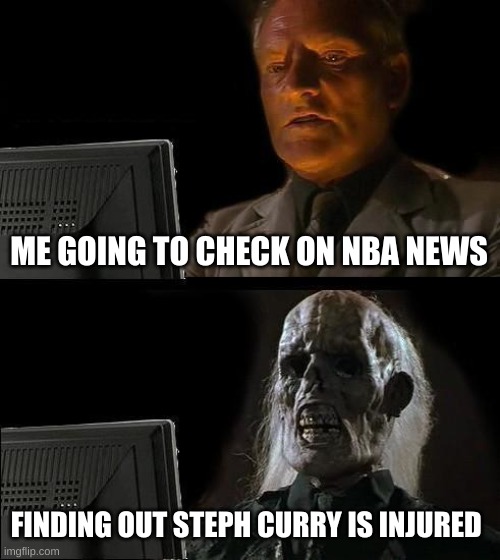 ME GOING TO CHECK ON NBA NEWS
FINDING OUT STEPH CURRY IS INJURED
imgflip.com